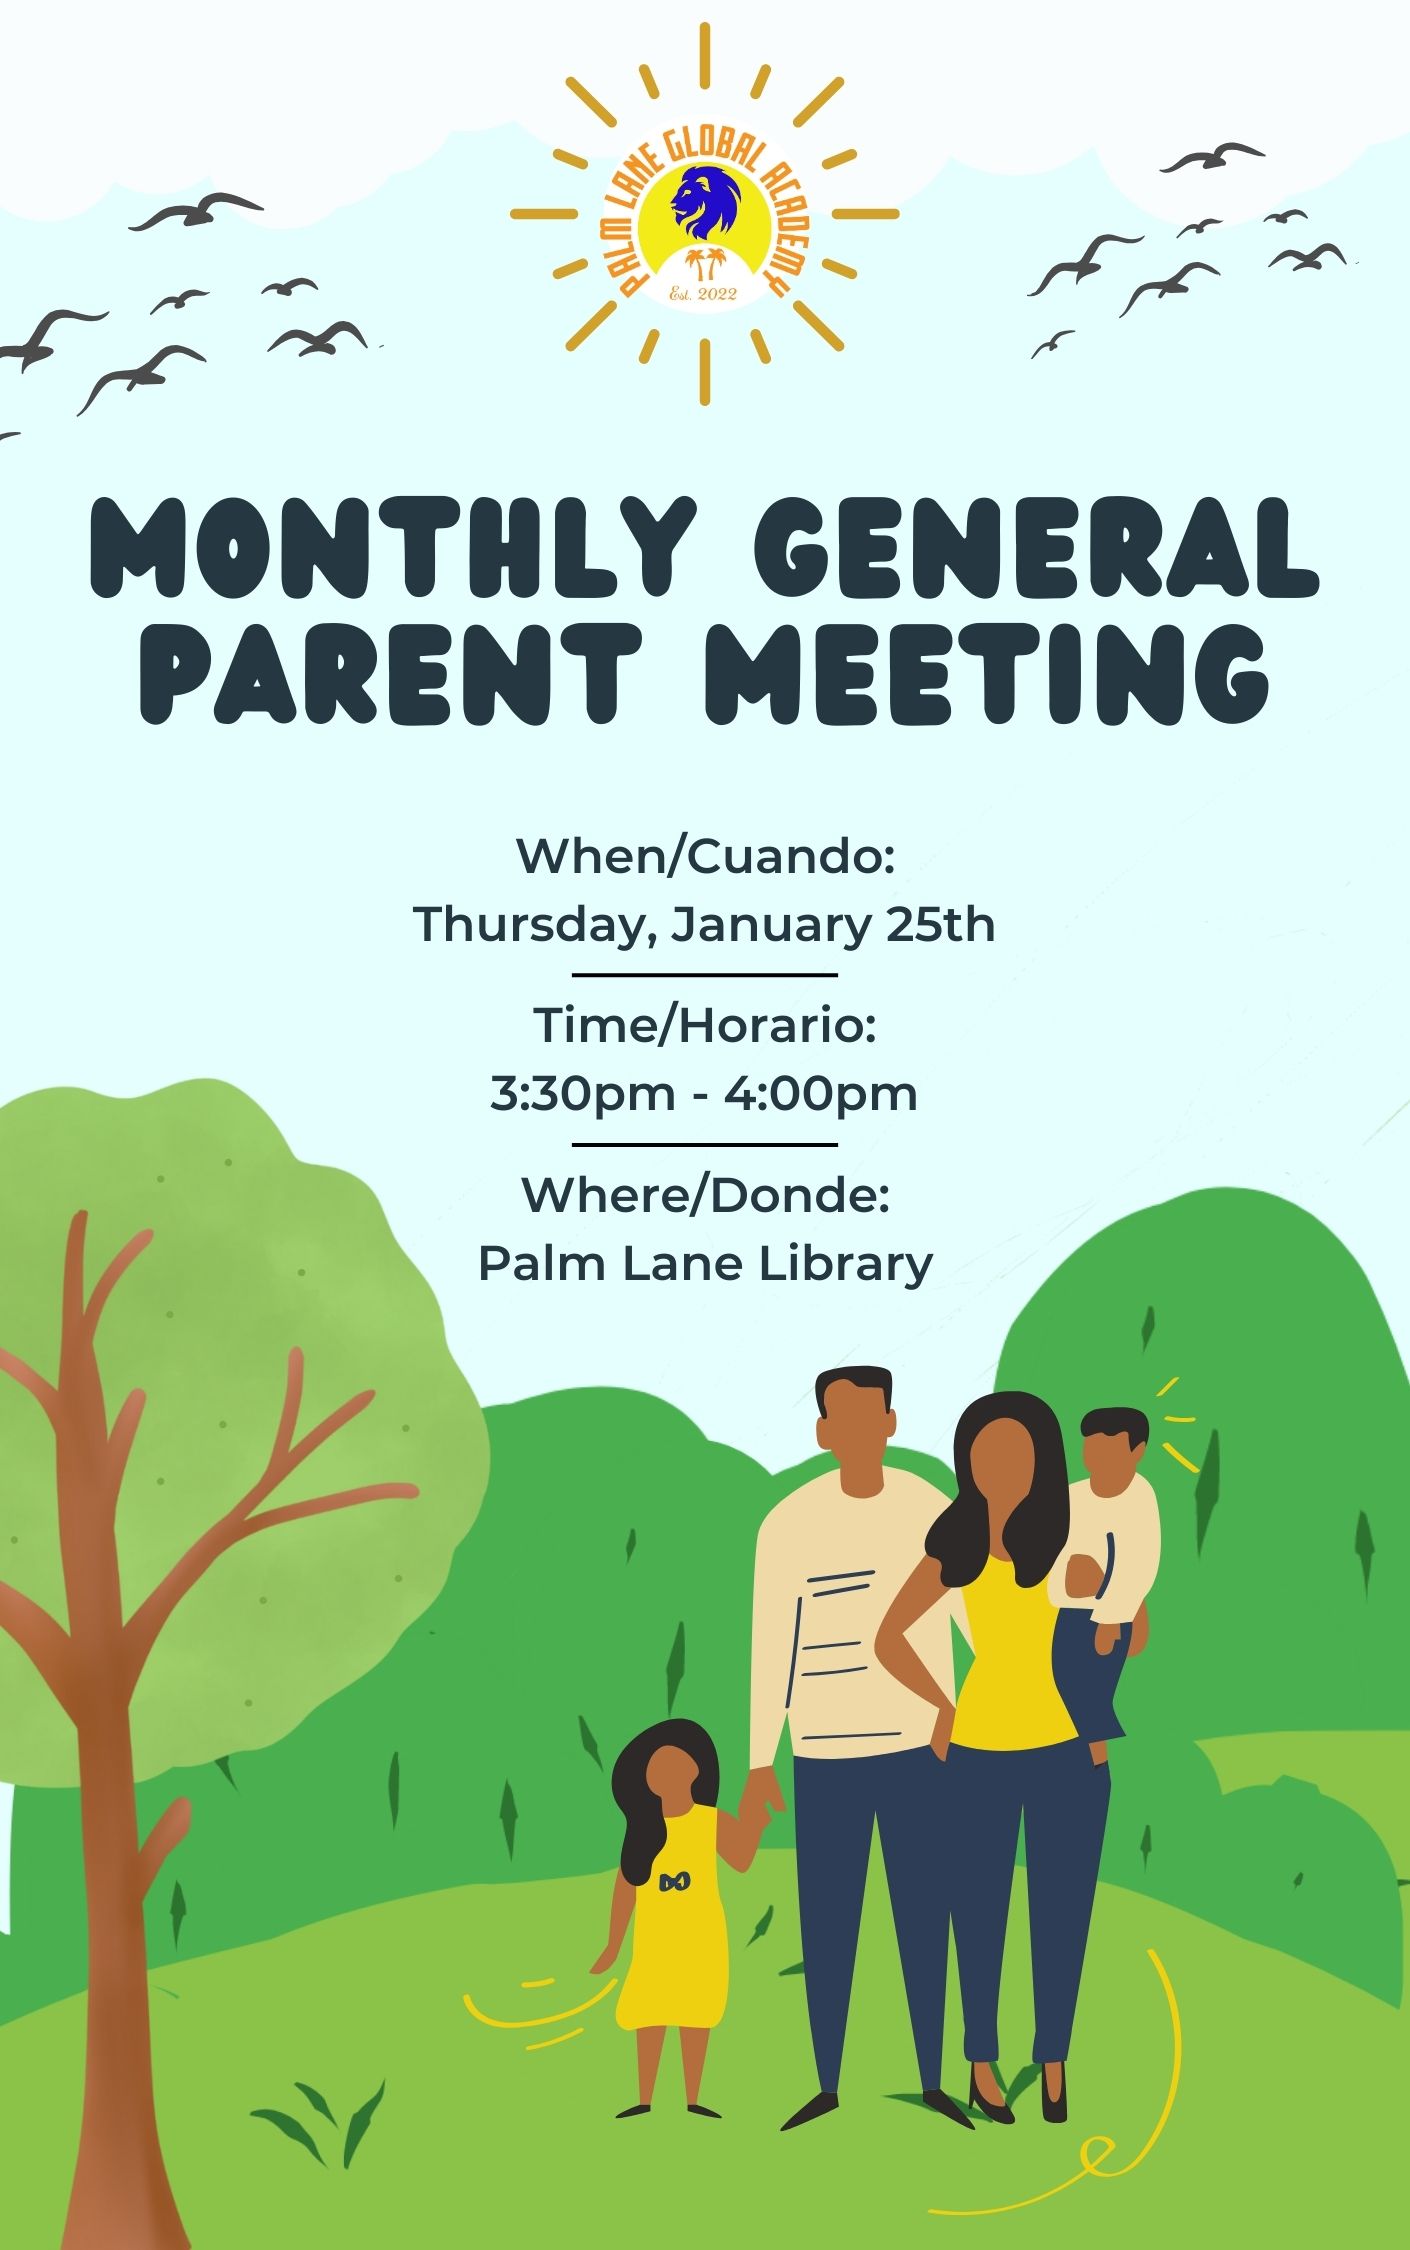 PALM LANE GLOBAL ACADEMY
Est. 2022
MONTHLY GENERAL
PARENT MEETING
When/Cuando:
Thursday, January 25th
Time/Horario:
3:30pm - 4:00pm
Where/Donde:
Palm Lane Library